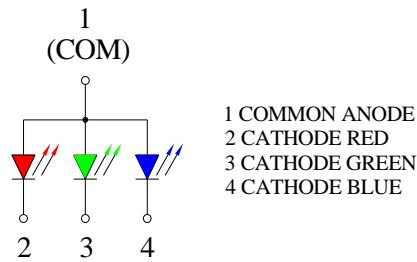 1
(COM)
1 COMMON ANODE
2 CATHODE RED
3 CATHODE GREEN
4 CATHODE BLUE
2 3 4